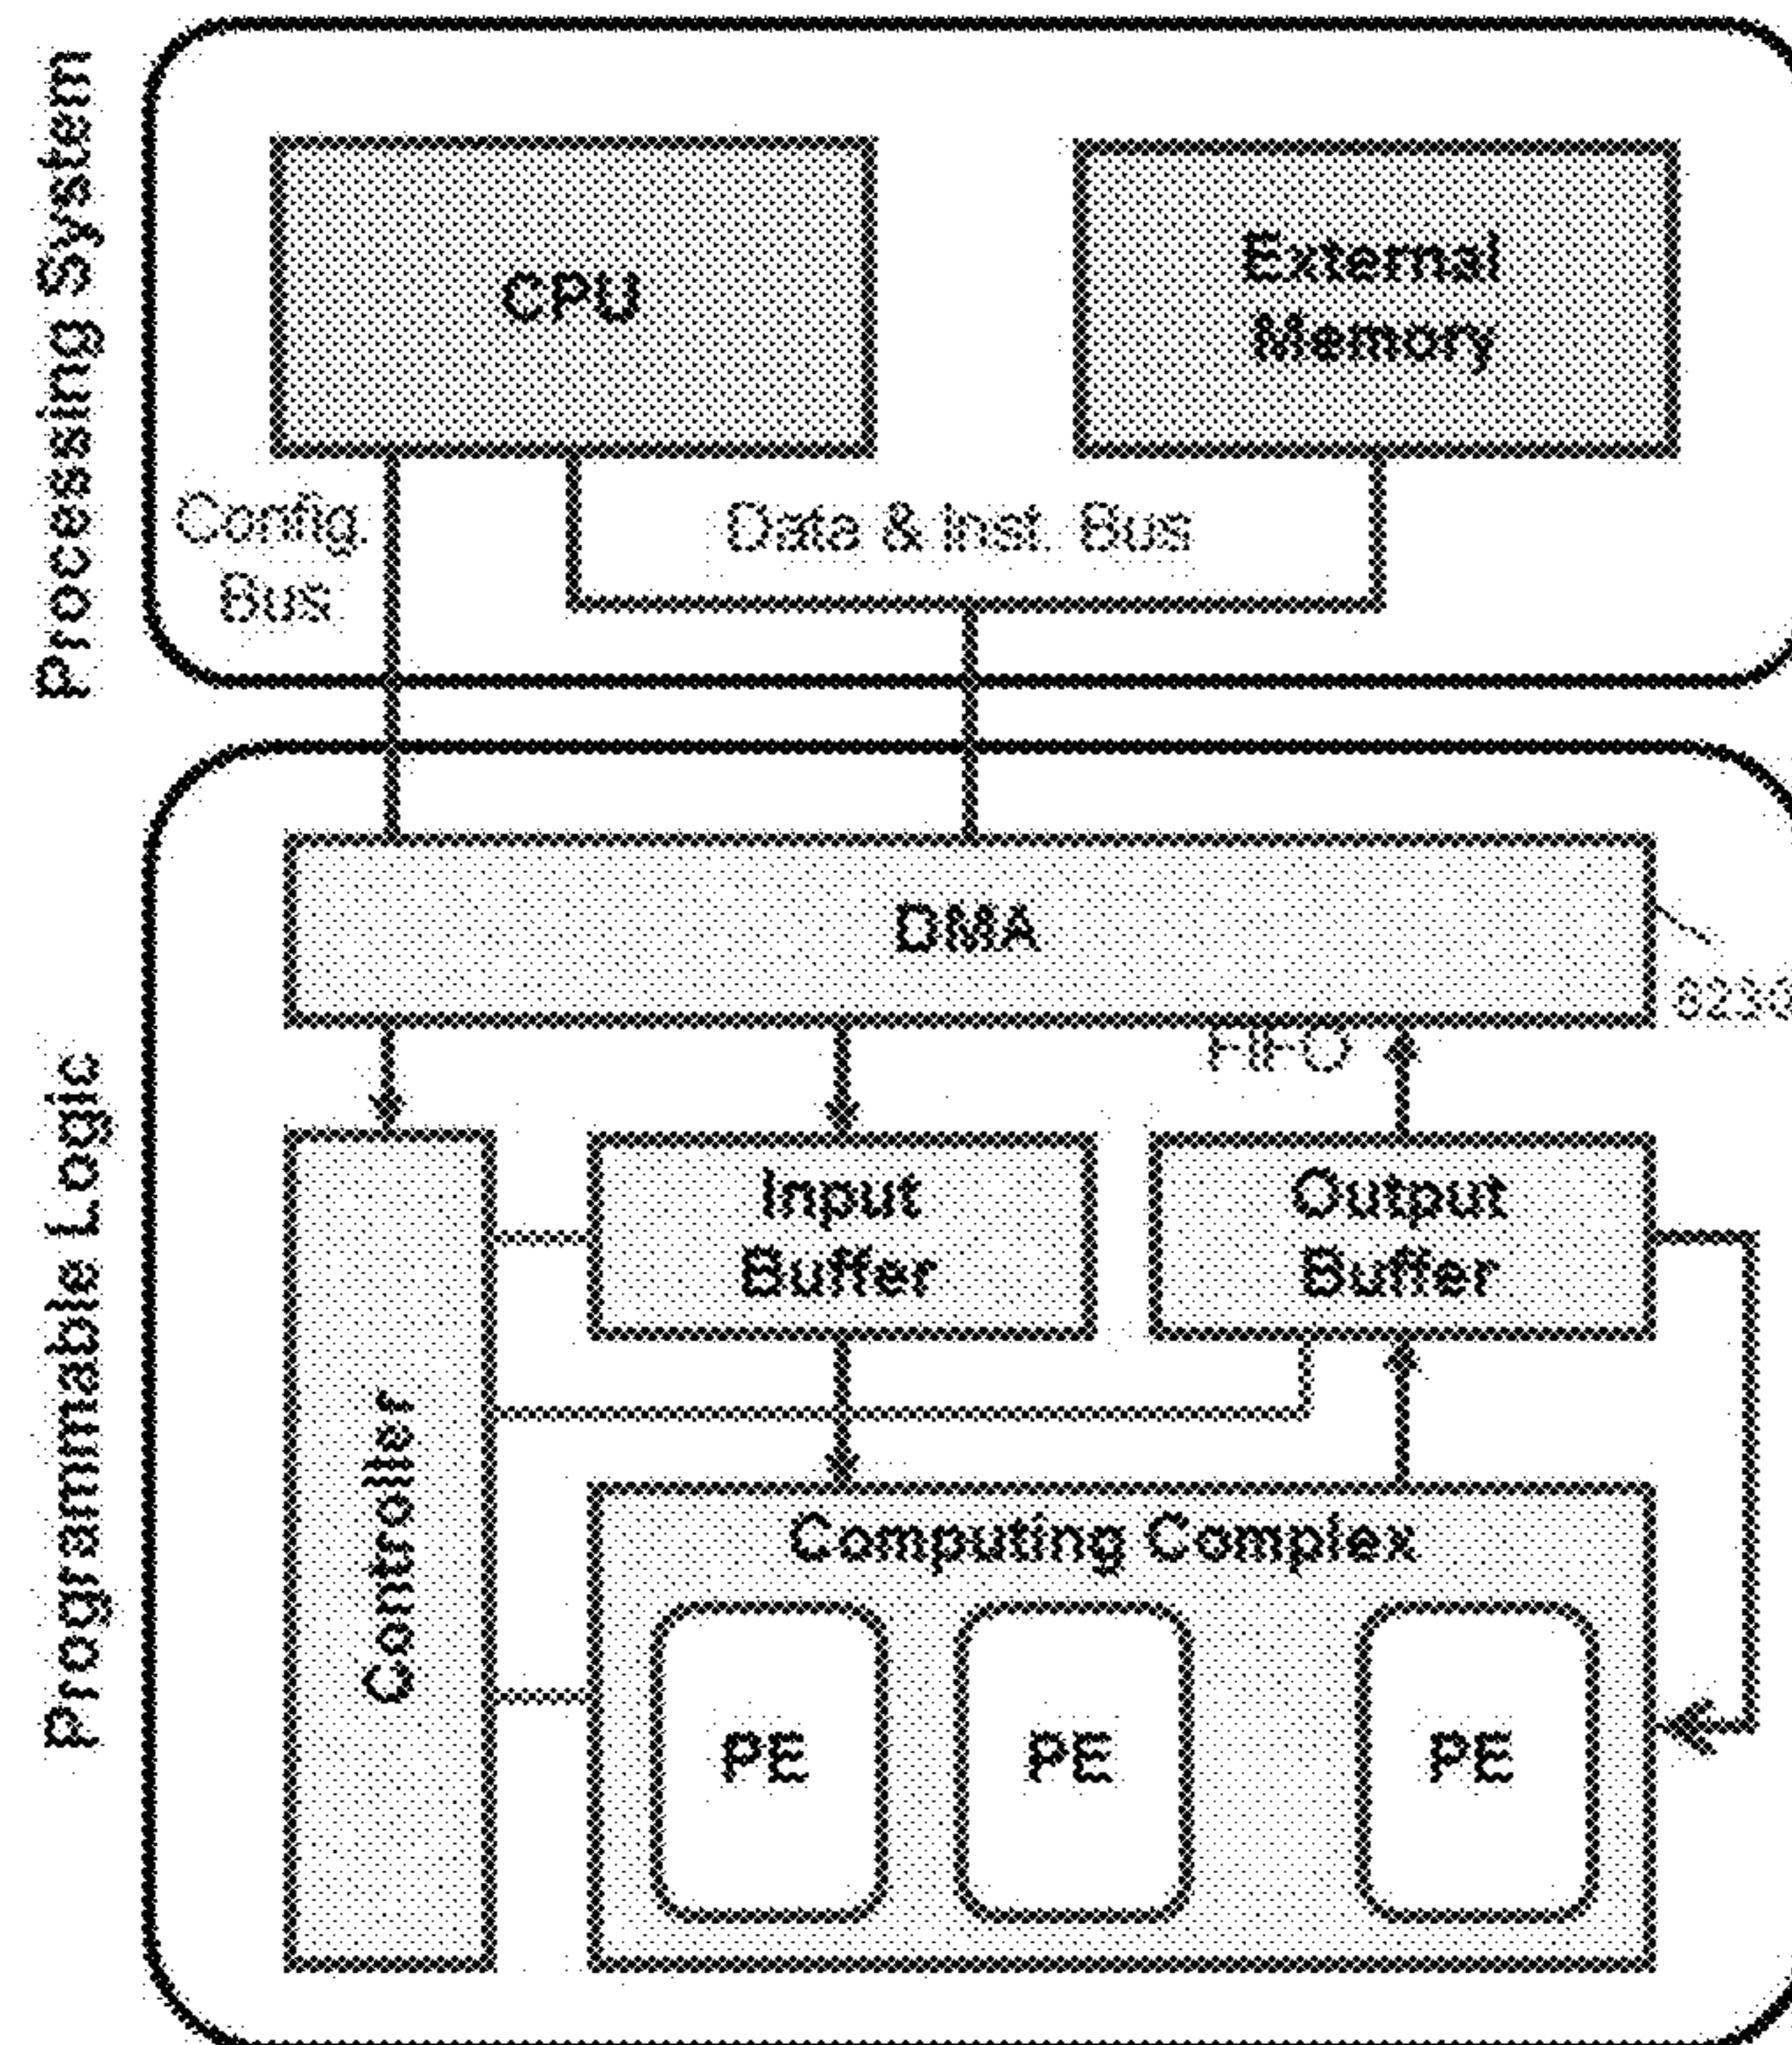 Processing System
CPU
External
Memory
Config.
Bus
Data & Inst. Bus
Programmable Logic
DMA
FIFO
Input
Buffer
Output
Buffer
Controller
Computing Complex
PE
PE
PE